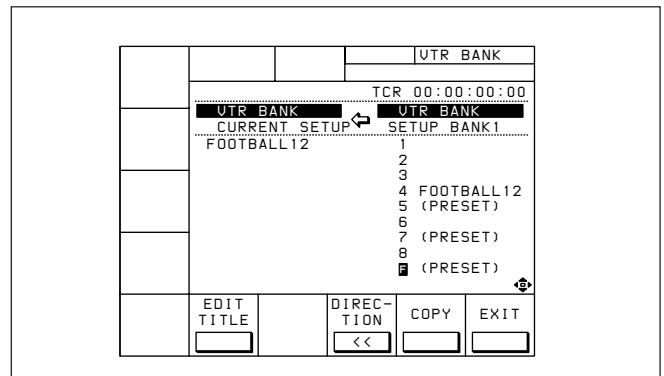 VTR BANK
TCR 00:00:00:00
VTR BANK VTR BANK
CURRENT SETUP SETUP BANK1
FOOTBALL12 1
2
3
4 FOOTBALL12
5 (PRESET)
6
7 (PRESET)
8
F (PRESET)
EDIT TITLE
DIREC-TION
<<
COPY
EXIT